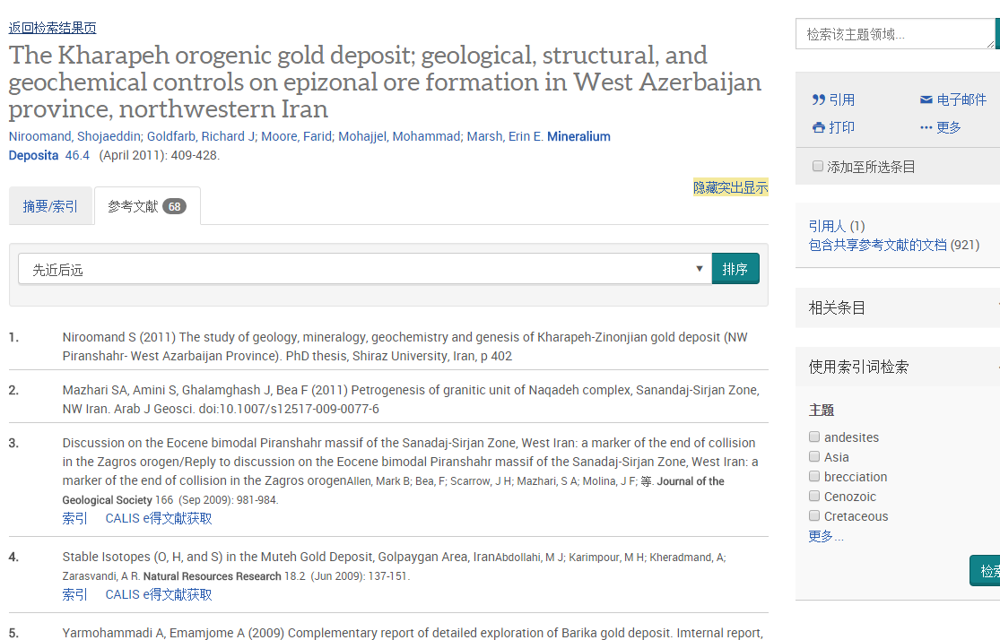 返回检索结果页
The Kharapeh orogenic gold deposit; geological, structural, and
geochemical controls on epizonal ore formation in West Azerbaijan
province, northwestern Iran
Niroomand, Shojaeddin; Goldfarb, Richard J; Moore, Farid; Mohajjel, Mohammad; Marsh, Erin E. Mineralium
Deposita 46.4 (April 2011): 409-428.
隐藏突出显示
摘要/索引
参考文献 68
先近后远
排序
1. Niroomand S (2011) The study of geology, mineralogy, geochemistry and genesis of Kharapeh-Zinonjian gold deposit (NW
Piranshahr- West Azarbaijan Province). PhD thesis, Shiraz University, Iran, p 402
2. Mazhari SA, Amini S, Ghalamghash J, Bea F (2011) Petrogenesis of granitic unit of Naqadeh complex, Sanandaj-Sirjan Zone,
NW Iran. Arab J Geosci. doi:10.1007/s12517-009-0077-6
3. Discussion on the Eocene bimodal Piranshahr massif of the Sanadaj-Sirjan Zone, West Iran: a marker of the end of collision
in the Zagros orogen/Reply to discussion on the Eocene bimodal Piranshahr massif of the Sanadaj-Sirjan Zone, West Iran: a
marker of the end of collision in the Zagros orogenAllen, Mark B; Bea, F; Scarrow, J H; Mazhari, S A; Molina, J F; 等. Journal of the
Geological Society 166 (Sep 2009): 981-984.
索引 CALIS e得文献获取
4. Stable Isotopes (O, H, and S) in the Muteh Gold Deposit, Golpaygan Area, IranAbdollahi, M J; Karimpour, M H; Kheradmand, A;
Zarasvandi, A R. Natural Resources Research 18.2 (Jun 2009): 137-151.
索引 CALIS e得文献获取
5. Yarmohammadi A, Emamjome A (2009) Complementary report of detailed exploration of Barika gold deposit. Imternal report,
检索该主题领域...
引用
电子邮件
打印
更多
添加至所选条目
引用人 (1)
包含共享参考文献的文档 (921)
相关条目
使用索引词检索
主题
andesites
Asia
brecciation
Cenozoic
Cretaceous
更多...
检索